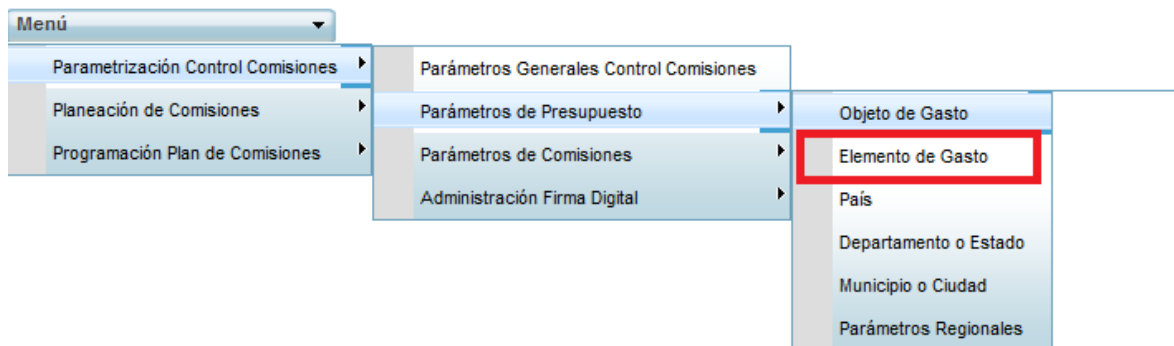 Menú
Parametrización Control Comisiones
Planeación de Comisiones
Programación Plan de Comisiones
Parámetros Generales Control Comisiones
Parámetros de Presupuesto
Parámetros de Comisiones
Administración Firma Digital
Objeto de Gasto
Elemento de Gasto
País
Departamento o Estado
Municipio o Ciudad
Parámetros Regionales